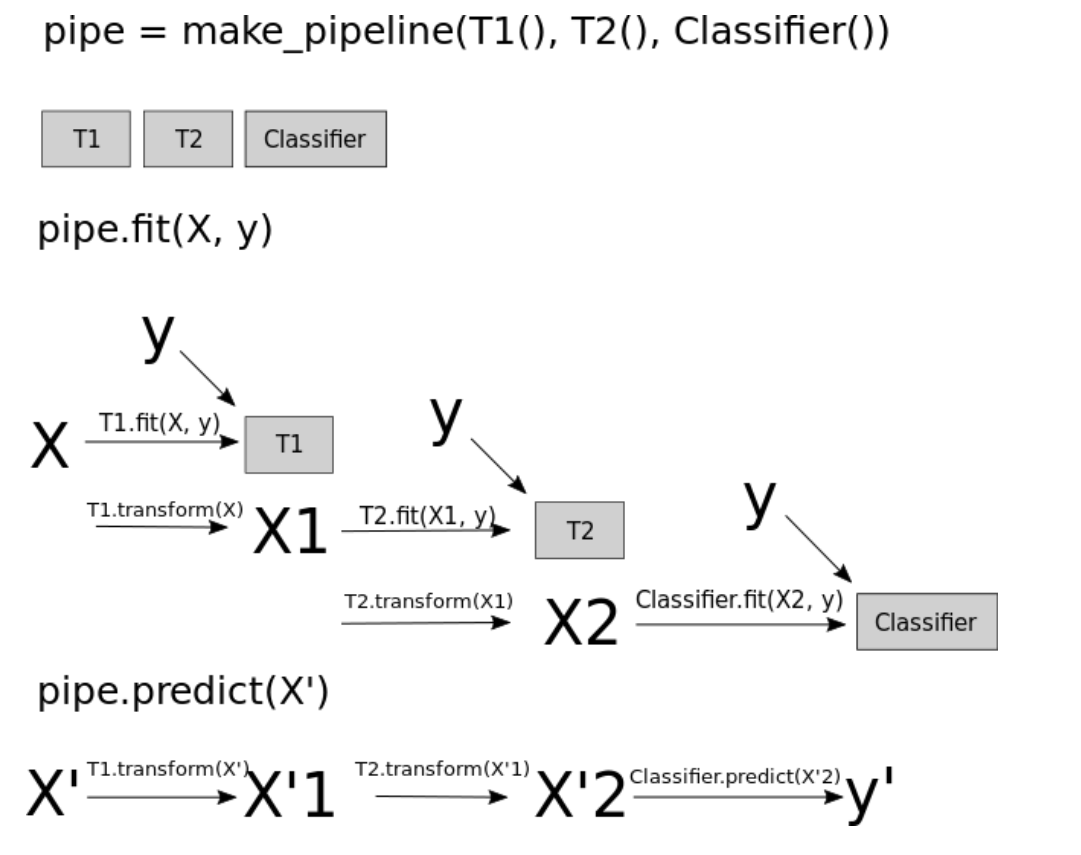 pipe = make_pipeline(T1(), T2(), Classifier())
T1 T2 Classifier
pipe.fit(X, y)
y
X T1.fit(X, y) T1
y
T1.transform(X) X1 T2.fit(X1, y) T2
y
T2.transform(X1) X2 Classifier.fit(X2, y) Classifier
pipe.predict(X')
X' T1.transform(X') X'1 T2.transform(X'1) X'2 Classifier.predict(X'2) y'